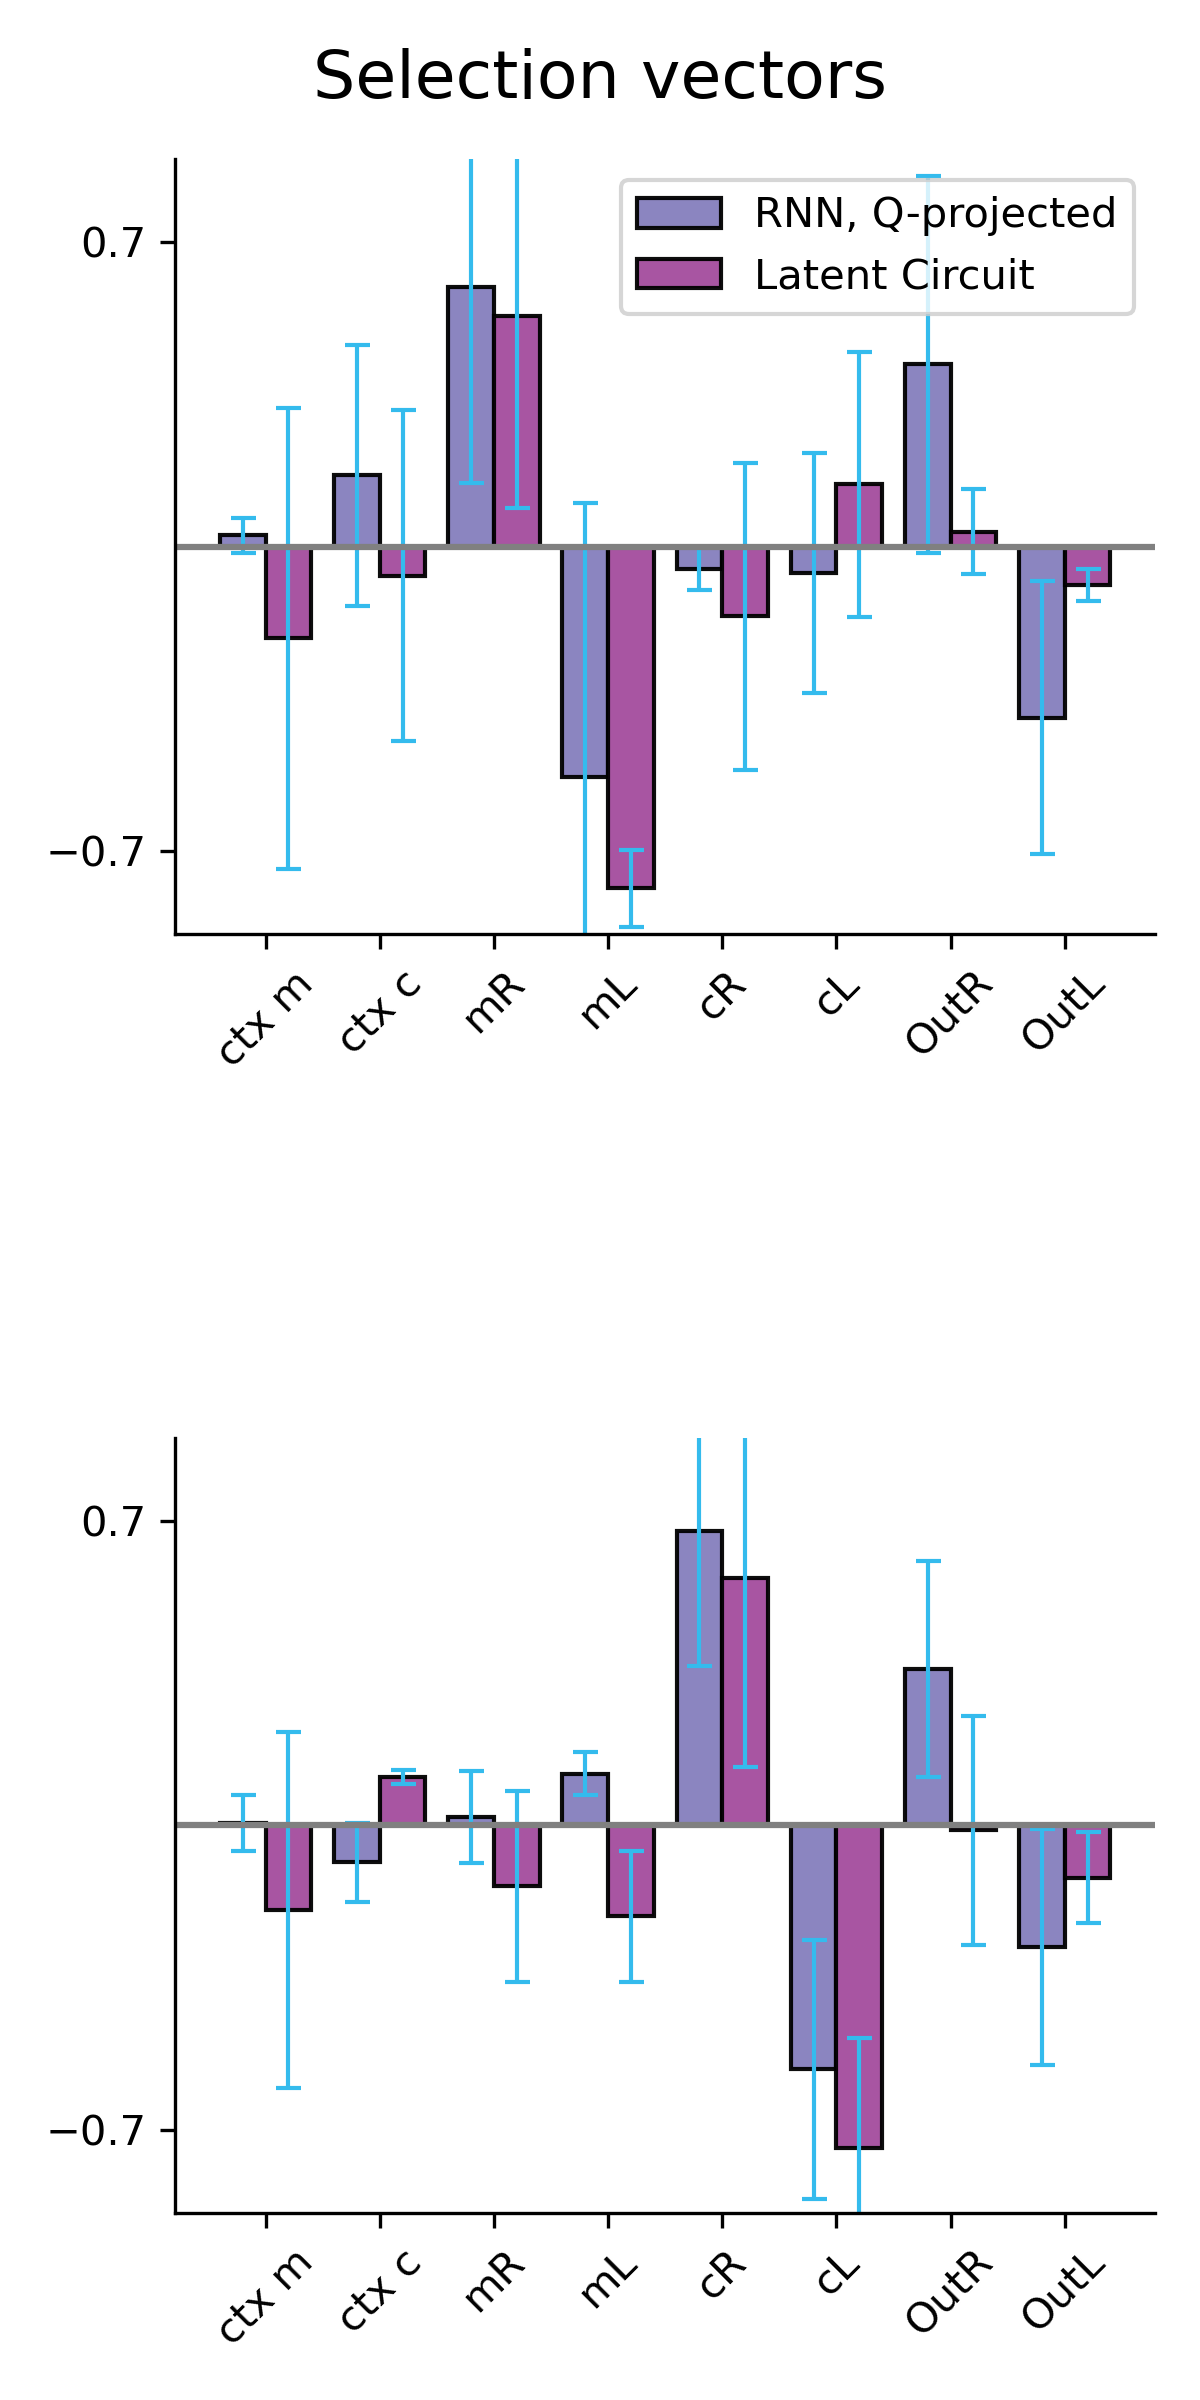 Selection vectors
RNN, Q-projected
Latent Circuit
0.7
−0.7
ctx m
ctx c
mR
mL
cR
cL
OutR
OutL
0.7
−0.7
ctx m
ctx c
mR
mL
cR
cL
OutR
OutL